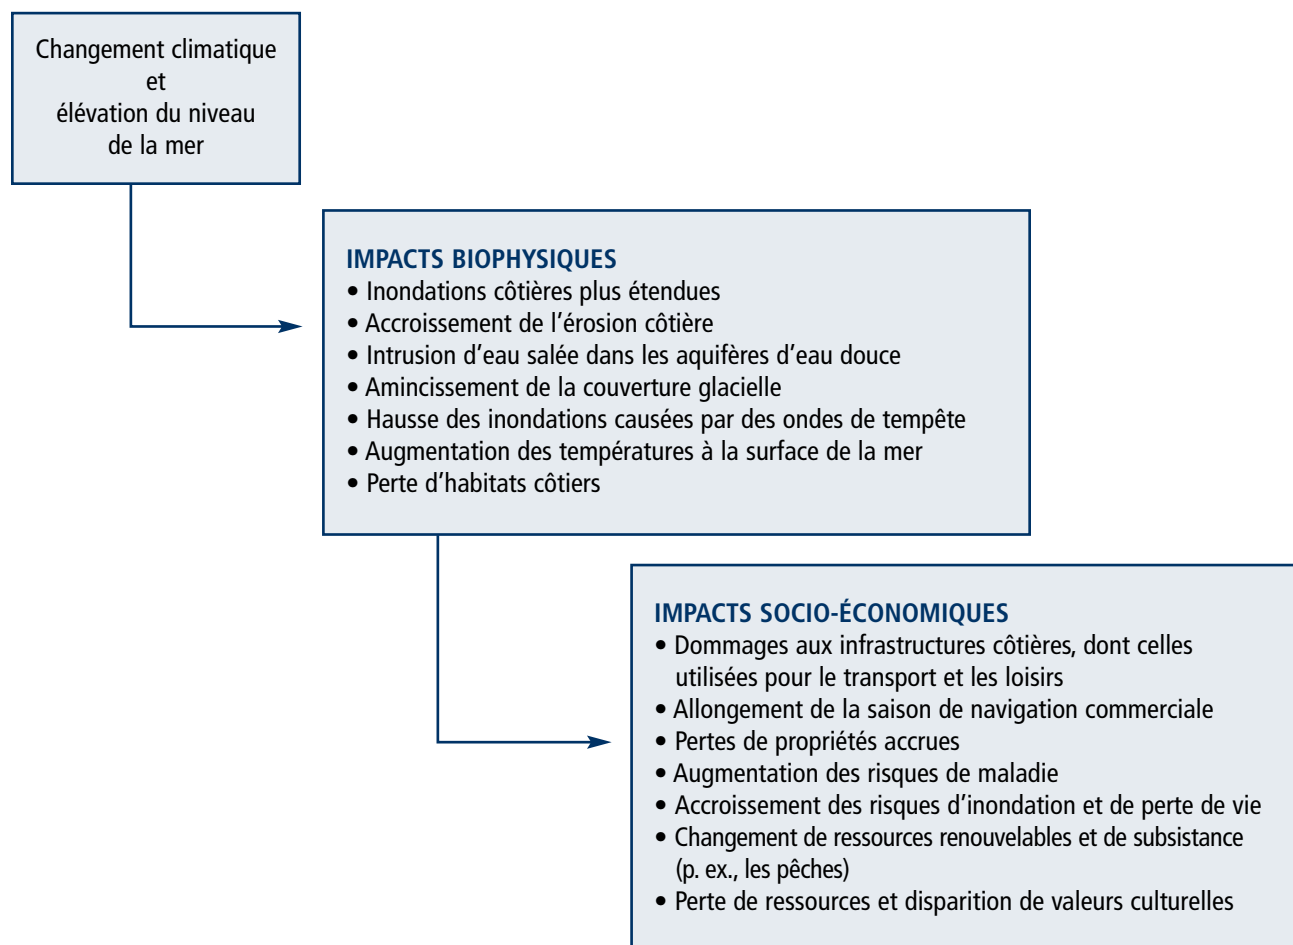 Changement climatique
et
élévation du niveau
de la mer
IMPACTS BIOPHYSIQUES
• Inondations côtières plus étendues
• Accroissement de l’érosion côtière
• Intrusion d’eau salée dans les aquifères d’eau douce
• Amincissement de la couverture glacielle
• Hausse des inondations causées par des ondes de tempête
• Augmentation des températures à la surface de la mer
• Perte d’habitats côtiers
IMPACTS SOCIO-ÉCONOMIQUES
• Dommages aux infrastructures côtières, dont celles
utilisées pour le transport et les loisirs
• Allongement de la saison de navigation commerciale
• Pertes de propriétés accrues
• Augmentation des risques de maladie
• Accroissement des risques d’inondation et de perte de vie
• Changement de ressources renouvelables et de subsistance
(p. ex., les pêches)
• Perte de ressources et disparition de valeurs culturelles